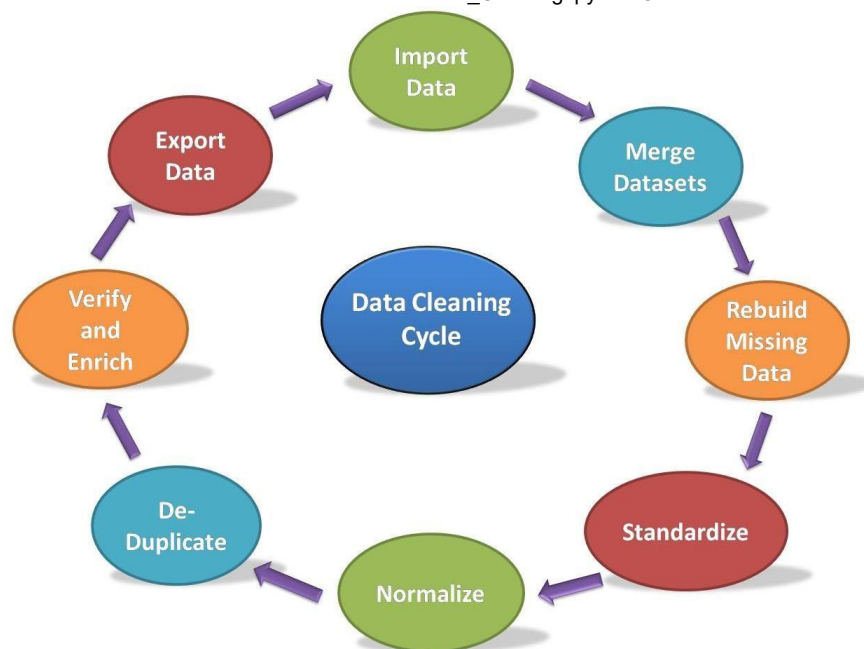 Import
Data
Merge
Datasets
Rebuild
Missing
Data
Standardize
Normalize
De-
Duplicate
Verify
and
Enrich
Export
Data
Data Cleaning
Cycle